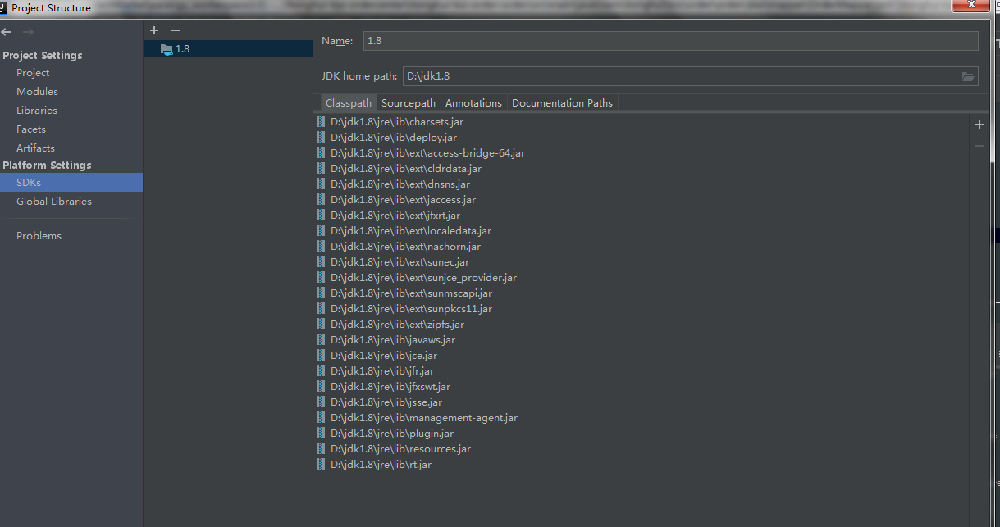 Project Structure
Project Settings
Project
Modules
Libraries
Facets
Artifacts
Platform Settings
SDKs
Global Libraries
Problems
1.8
Name: 1.8
JDK home path: D:\jdk1.8
Classpath Sourcepath Annotations Documentation Paths
D:\jdk1.8\jre\lib\charsets.jar
D:\jdk1.8\jre\lib\deploy.jar
D:\jdk1.8\jre\lib\ext\access-bridge-64.jar
D:\jdk1.8\jre\lib\ext\cldrdata.jar
D:\jdk1.8\jre\lib\ext\dnsns.jar
D:\jdk1.8\jre\lib\ext\jaccess.jar
D:\jdk1.8\jre\lib\ext\jfxrt.jar
D:\jdk1.8\jre\lib\ext\localedata.jar
D:\jdk1.8\jre\lib\ext\nashorn.jar
D:\jdk1.8\jre\lib\ext\sunec.jar
D:\jdk1.8\jre\lib\ext\sunjce_provider.jar
D:\jdk1.8\jre\lib\ext\sunmscapi.jar
D:\jdk1.8\jre\lib\ext\sunpkcs11.jar
D:\jdk1.8\jre\lib\ext\zipfs.jar
D:\jdk1.8\jre\lib\javaws.jar
D:\jdk1.8\jre\lib\jce.jar
D:\jdk1.8\jre\lib\jfr.jar
D:\jdk1.8\jre\lib\jfxswt.jar
D:\jdk1.8\jre\lib\jsse.jar
D:\jdk1.8\jre\lib\management-agent.jar
D:\jdk1.8\jre\lib\plugin.jar
D:\jdk1.8\jre\lib\resources.jar
D:\jdk1.8\jre\lib\rt.jar